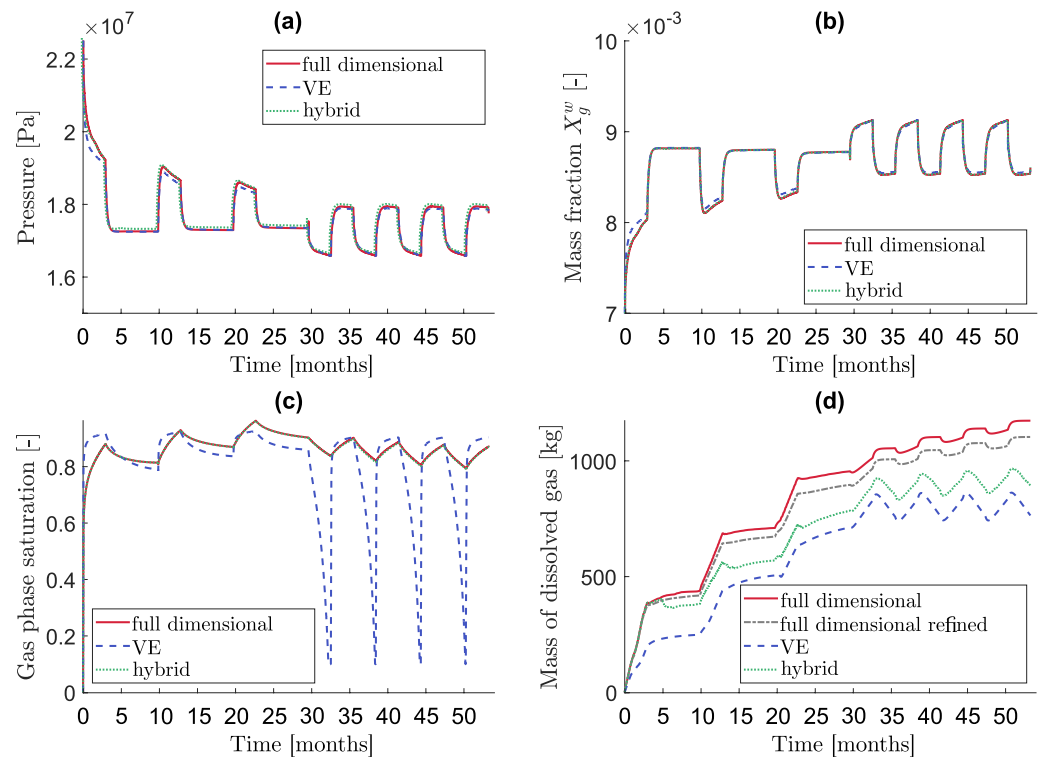 (a)
×10⁷
2.2
2
1.8
1.6
Pressure [Pa]
full dimensional
VE
hybrid
0 5 10 15 20 25 30 35 40 45 50
Time [months]
(b)
×10⁻³
10
9
8
7
Mass fraction X_g^w [-]
full dimensional
VE
hybrid
0 5 10 15 20 25 30 35 40 45 50
Time [months]
(c)
0.8
0.6
0.4
0.2
0
Gas phase saturation [-]
full dimensional
VE
hybrid
0 5 10 15 20 25 30 35 40 45 50
Time [months]
(d)
1000
500
0
Mass of dissolved gas [kg]
full dimensional
full dimensional refined
VE
hybrid
0 5 10 15 20 25 30 35 40 45 50
Time [months]